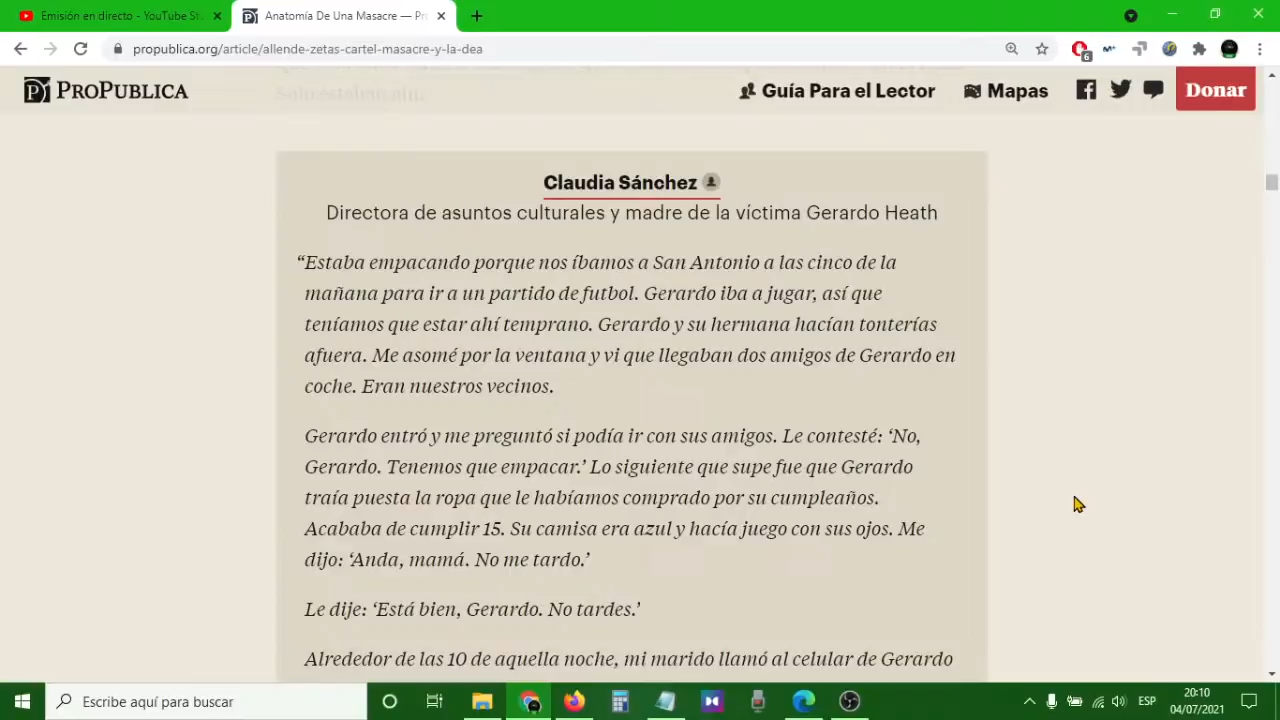 Emisión en directo - YouTube St
Anatomía De Una Masacre — Pr
propublica.org/article/allende-zetas-cartel-masacre-y-la-dea
6
PROPUBLICA
Guía Para el Lector
Mapas
Donar
Claudia Sánchez
Directora de asuntos culturales y madre de la víctima Gerardo Heath
“Estaba empacando porque nos íbamos a San Antonio a las cinco de la
mañana para ir a un partido de futbol. Gerardo iba a jugar, así que
teníamos que estar ahí temprano. Gerardo y su hermana hacían tonterías
afuera. Me asomé por la ventana y vi que llegaban dos amigos de Gerardo en
coche. Eran nuestros vecinos.
Gerardo entró y me preguntó si podía ir con sus amigos. Le contesté: ‘No,
Gerardo. Tenemos que empacar.’ Lo siguiente que supe fue que Gerardo
traía puesta la ropa que le habíamos comprado por su cumpleaños.
Acababa de cumplir 15. Su camisa era azul y hacía juego con sus ojos. Me
dijo: ‘Anda, mamá. No me tardo.’
Le dije: ‘Está bien, Gerardo. No tardes.’
Alrededor de las 10 de aquella noche, mi marido llamó al celular de Gerardo
Escribe aquí para buscar
ESP
20:10
04/07/2021